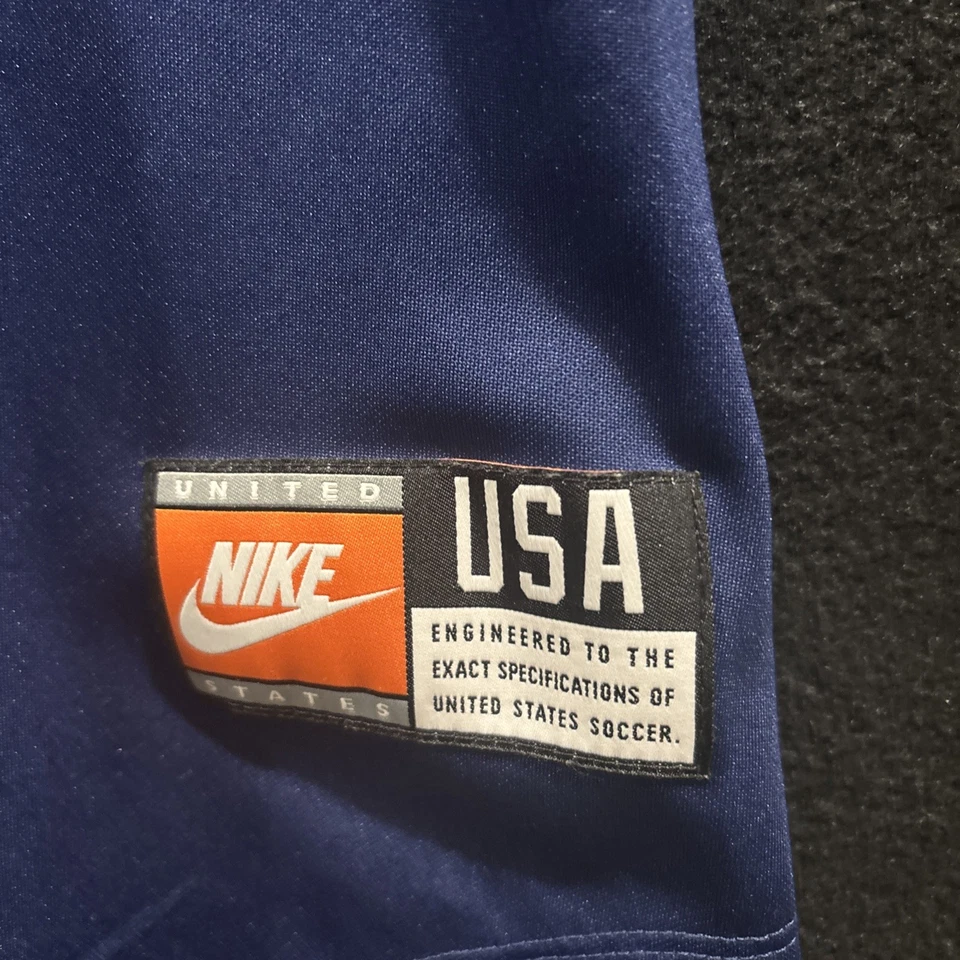 UNITED
NIKE
STATES
USA
ENGINEERED TO THE
EXACT SPECIFICATIONS OF
UNITED STATES SOCCER.